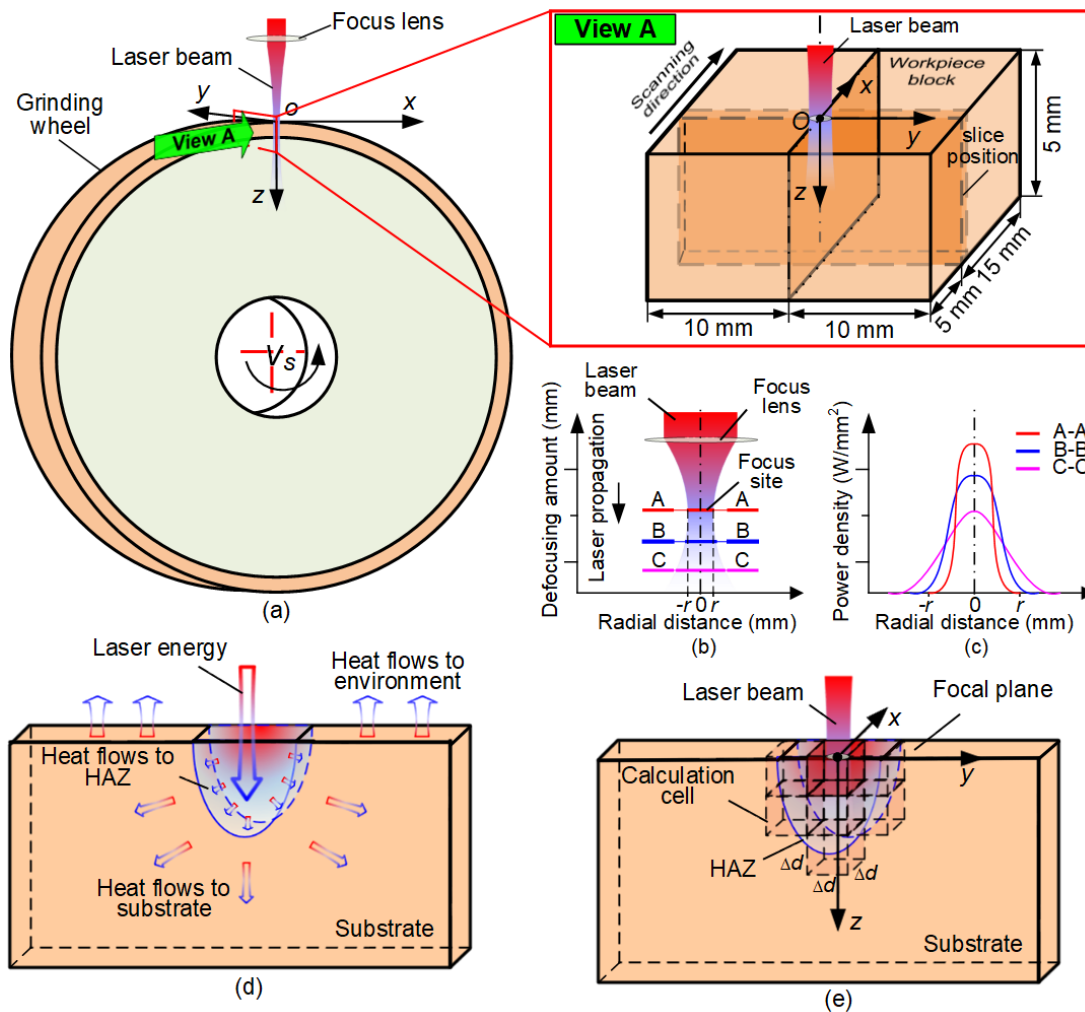 Focus lens
Laser beam
Grinding
wheel
y
o
x
View A
z
Vs
(a)
View A
Laser beam
Scanning
direction
Workpiece
block
x
O
y
z
slice
position
5 mm
15 mm
5 mm
10 mm
10 mm
Defocusing amount (mm)
Laser propagation
Laser
beam
Focus
lens
Focus
site
A A
B B
C C
-r 0 r
Radial distance (mm)
(b)
Power density (W/mm²)
A-A
B-B
C-C
-r 0 r
Radial distance (mm)
(c)
Laser energy
Heat flows to
environment
Heat flows to
HAZ
Heat flows to
substrate
Substrate
(d)
Laser beam
Focal plane
x
y
Calculation
cell
HAZ
Δd
Δd
Δd
z
Substrate
(e)